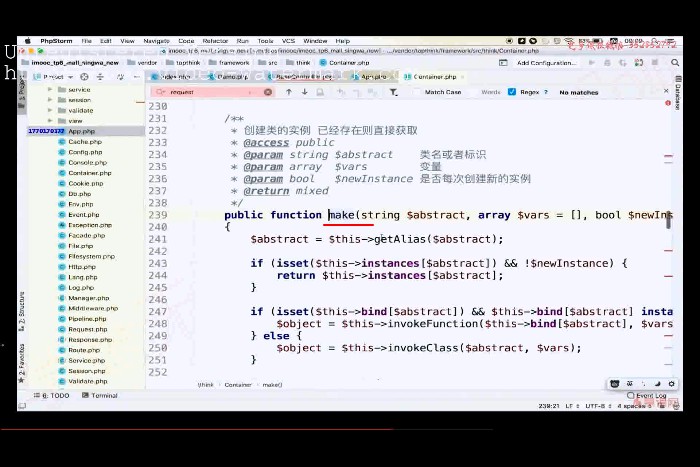 PhpStorm File Edit View Navigate Code Refactor Run Tools VCS Window Help
imooc_tp6_mall_singwa_new vendor topthink framework src think Container.php Add Configuration...
Container.php
request Match Case Words Regex ? No matches
230
231 /**
232 * 创建类的实例 已经存在则直接获取
233 * @access public
234 * @param string $abstract 类名或者标识
235 * @param array $vars 变量
236 * @param bool $newInstance 是否每次创建新的实例
237 * @return mixed
238 */
239 public function make(string $abstract, array $vars = [], bool $newIns
240 {
241 $abstract = $this->getAlias($abstract);
242
243 if (isset($this->instances[$abstract]) && !$newInstance) {
244 return $this->instances[$abstract];
245 }
246
247 if (isset($this->bind[$abstract]) && $this->bind[$abstract] insta
248 $object = $this->invokeFunction($this->bind[$abstract], $vars
249 } else {
250 $object = $this->invokeClass($abstract, $vars);
251 }
252
service
session
validate
view
App.php
Cache.php
Config.php
Console.php
Container.php
Cookie.php
Db.php
Env.php
Event.php
Exception.php
Facade.php
File.php
Filesystem.php
Http.php
Lang.php
Log.php
Manager.php
Middleware.php
Pipeline.php
Request.php
Response.php
Route.php
Service.php
Session.php
Validate.php
Database
Z: Structure
2: Favorites
\think Container make()
6: TODO Terminal Event Log
239:21 LF UTF-8 4 spaces